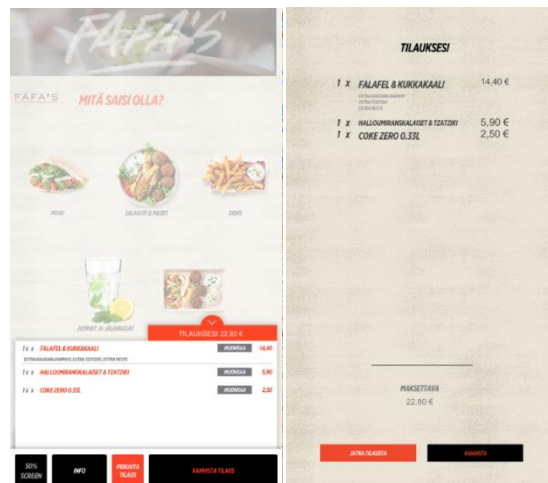 FAFA'S
FAFA'S
MITÄ SAISI OLLA?
PITAT
SALAATIT & MEZET
SIDES
JUOMAT JA JÄLKIRUOAT
TILAUKSESI 22,80 €
1 x x FALAFEL & KUKKAKAALI MUOKKAA 14,40
1 x x HALLOUMIRANSKALAISET & TZATZIKI MUOKKAA 5,90
1 x x COKE ZERO 0.33L MUOKKAA 2,50
50% SCREEN
INFO
PERUUTA TILAUS
VAHVISTA TILAUS
TILAUKSESI
1 x FALAFEL & KUKKAKAALI 14,40 €
1 x HALLOUMIRANSKALAISET & TZATZIKI 5,90 €
1 x COKE ZERO 0.33L 2,50 €
MAKSETTAVA
22,80 €
JATKA TILAUSTA
VAHVISTA